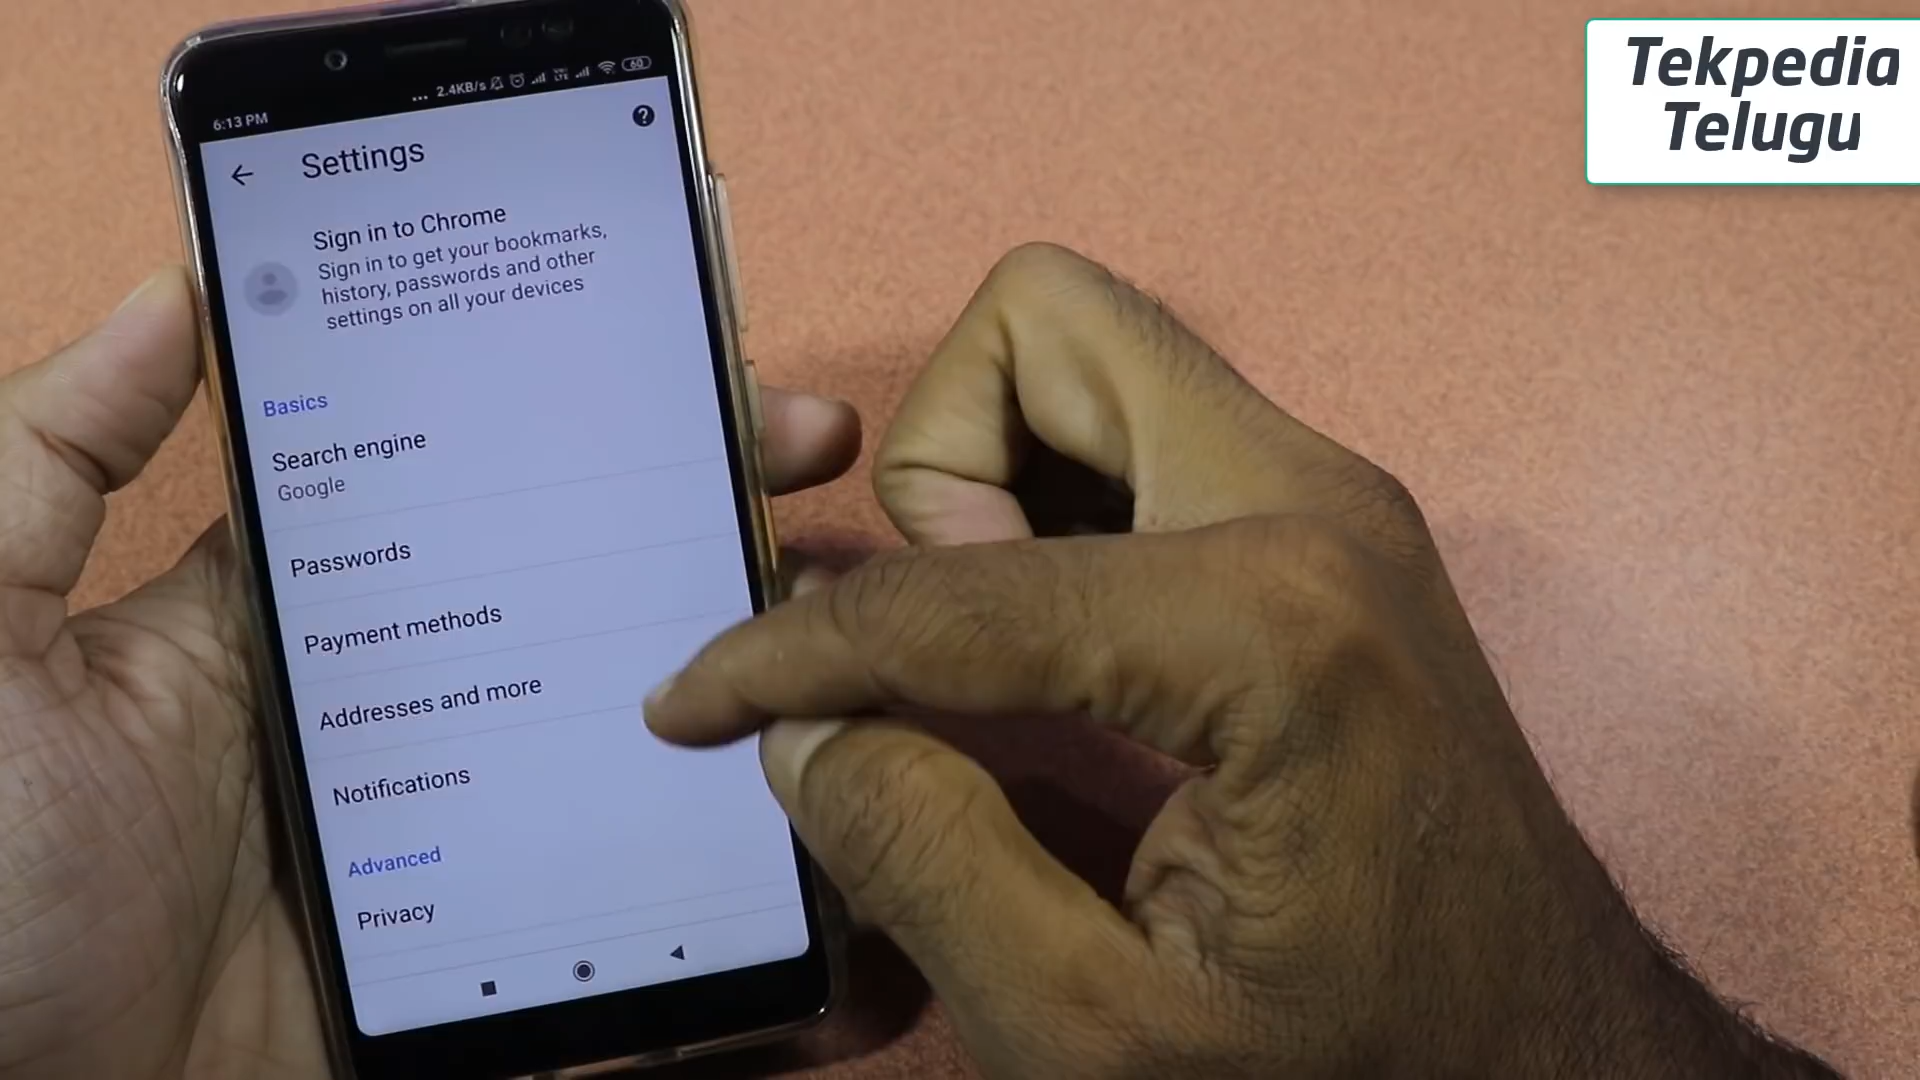 Tekpedia
Telugu
6:13 PM
... 2.4KB/s
60
Settings
Sign in to Chrome
Sign in to get your bookmarks,
history, passwords and other
settings on all your devices
Basics
Search engine
Google
Passwords
Payment methods
Addresses and more
Notifications
Advanced
Privacy